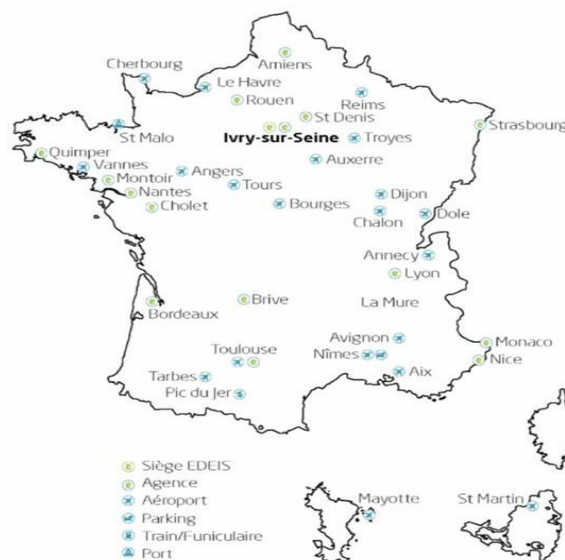 Amiens
Cherbourg
Le Havre
Reims
Rouen
St Denis
St Malo
Ivry-sur-Seine
Troyes
Strasbourg
Quimper
Vannes
Auxerre
Montoir
Angers
Nantes
Tours
Dijon
Cholet
Bourges
Chalon
Dole
Annecy
Lyon
Bordeaux
Brive
La Mure
Avignon
Monaco
Toulouse
Nîmes
Nice
Tarbes
Aix
Pic du Jer
Siège EDEIS
Agence
Aéroport
Parking
Train/Funiculaire
Port
Mayotte
St Martin